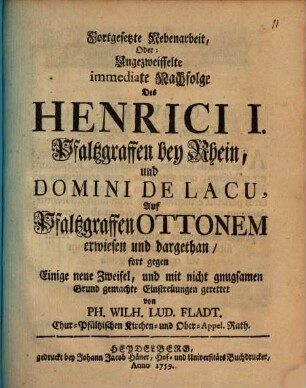 Fortgesetzte Nebenarbeit,
Oder:
Ungezweiffelte
immediate Nachfolge
Des
HENRICI I.
Pfaltzgraffen bey Rhein,
und
DOMINI DE LACU,
Auf
Pfaltzgraffen OTTONEM
erwiesen und dargethan /
fort gegen
Einige neue Zweifel, und mit nicht gnugsamen
Grund gemachte Einstreuungen gerettet
von
PH. WILH. LUD. FLADT.
Chur-Pfältzischen Kirchen- und Ober-Appel. Rath.
HEYDELBERG,
gedruckt bey Johann Jacob Häner, Hof- und Universitäts Buchdrucker,
Anno 1739.